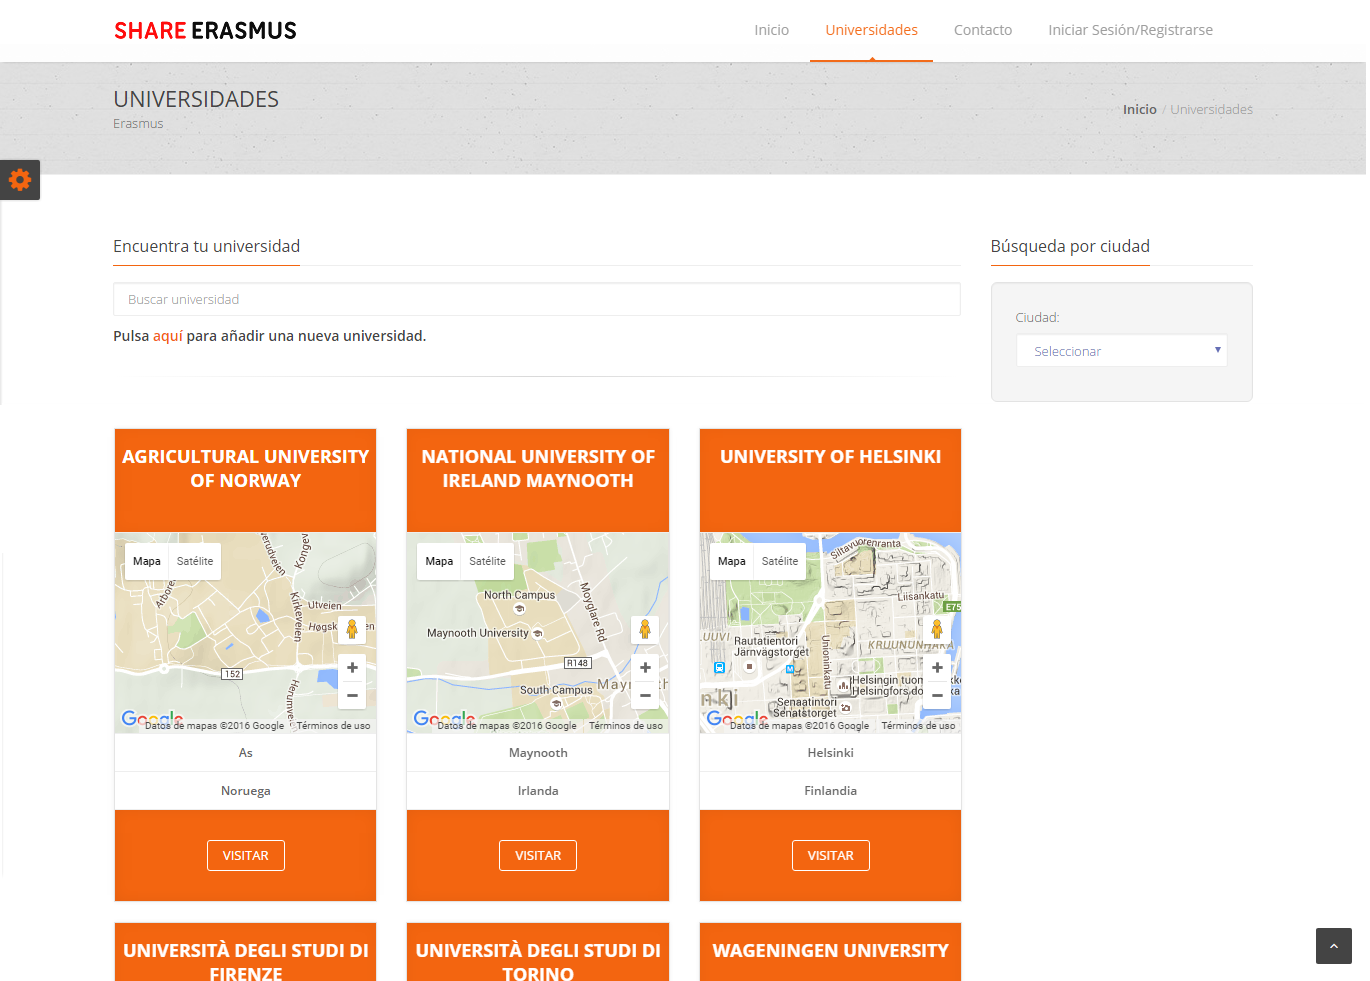 SHARE ERASMUS
Inicio
Universidades
Contacto
Iniciar Sesión/Registrarse
UNIVERSIDADES
Erasmus
Inicio / Universidades
Encuentra tu universidad
Búsqueda por ciudad
Buscar universidad
Ciudad:
Seleccionar
Pulsa aquí para añadir una nueva universidad.
AGRICULTURAL UNIVERSITY
OF NORWAY
Mapa
Satélite
Kirkeveien
Utveien
152
Google
Datos de mapas ©2016 Google
Términos de uso
As
Noruega
VISITAR
NATIONAL UNIVERSITY OF
IRELAND MAYNOOTH
Mapa
Satélite
North Campus
Moyglare Rd
Maynooth University
R148
South Campus
Google
Datos de mapas ©2016 Google
Términos de uso
Maynooth
Irlanda
VISITAR
UNIVERSITY OF HELSINKI
Mapa
Satélite
Siltavuorenranta
Liisankatu
E75
KRUUNUNHAKA
Rautatientori
Järnvägstorget
Unioninkatu
Senaatintori
Senatstorget
Google
Datos de mapas ©2016 Google
Términos de uso
Helsinki
Finlandia
VISITAR
UNIVERSITÀ DEGLI STUDI DI
FIRENZE
UNIVERSITÀ DEGLI STUDI DI
TORINO
WAGENINGEN UNIVERSITY